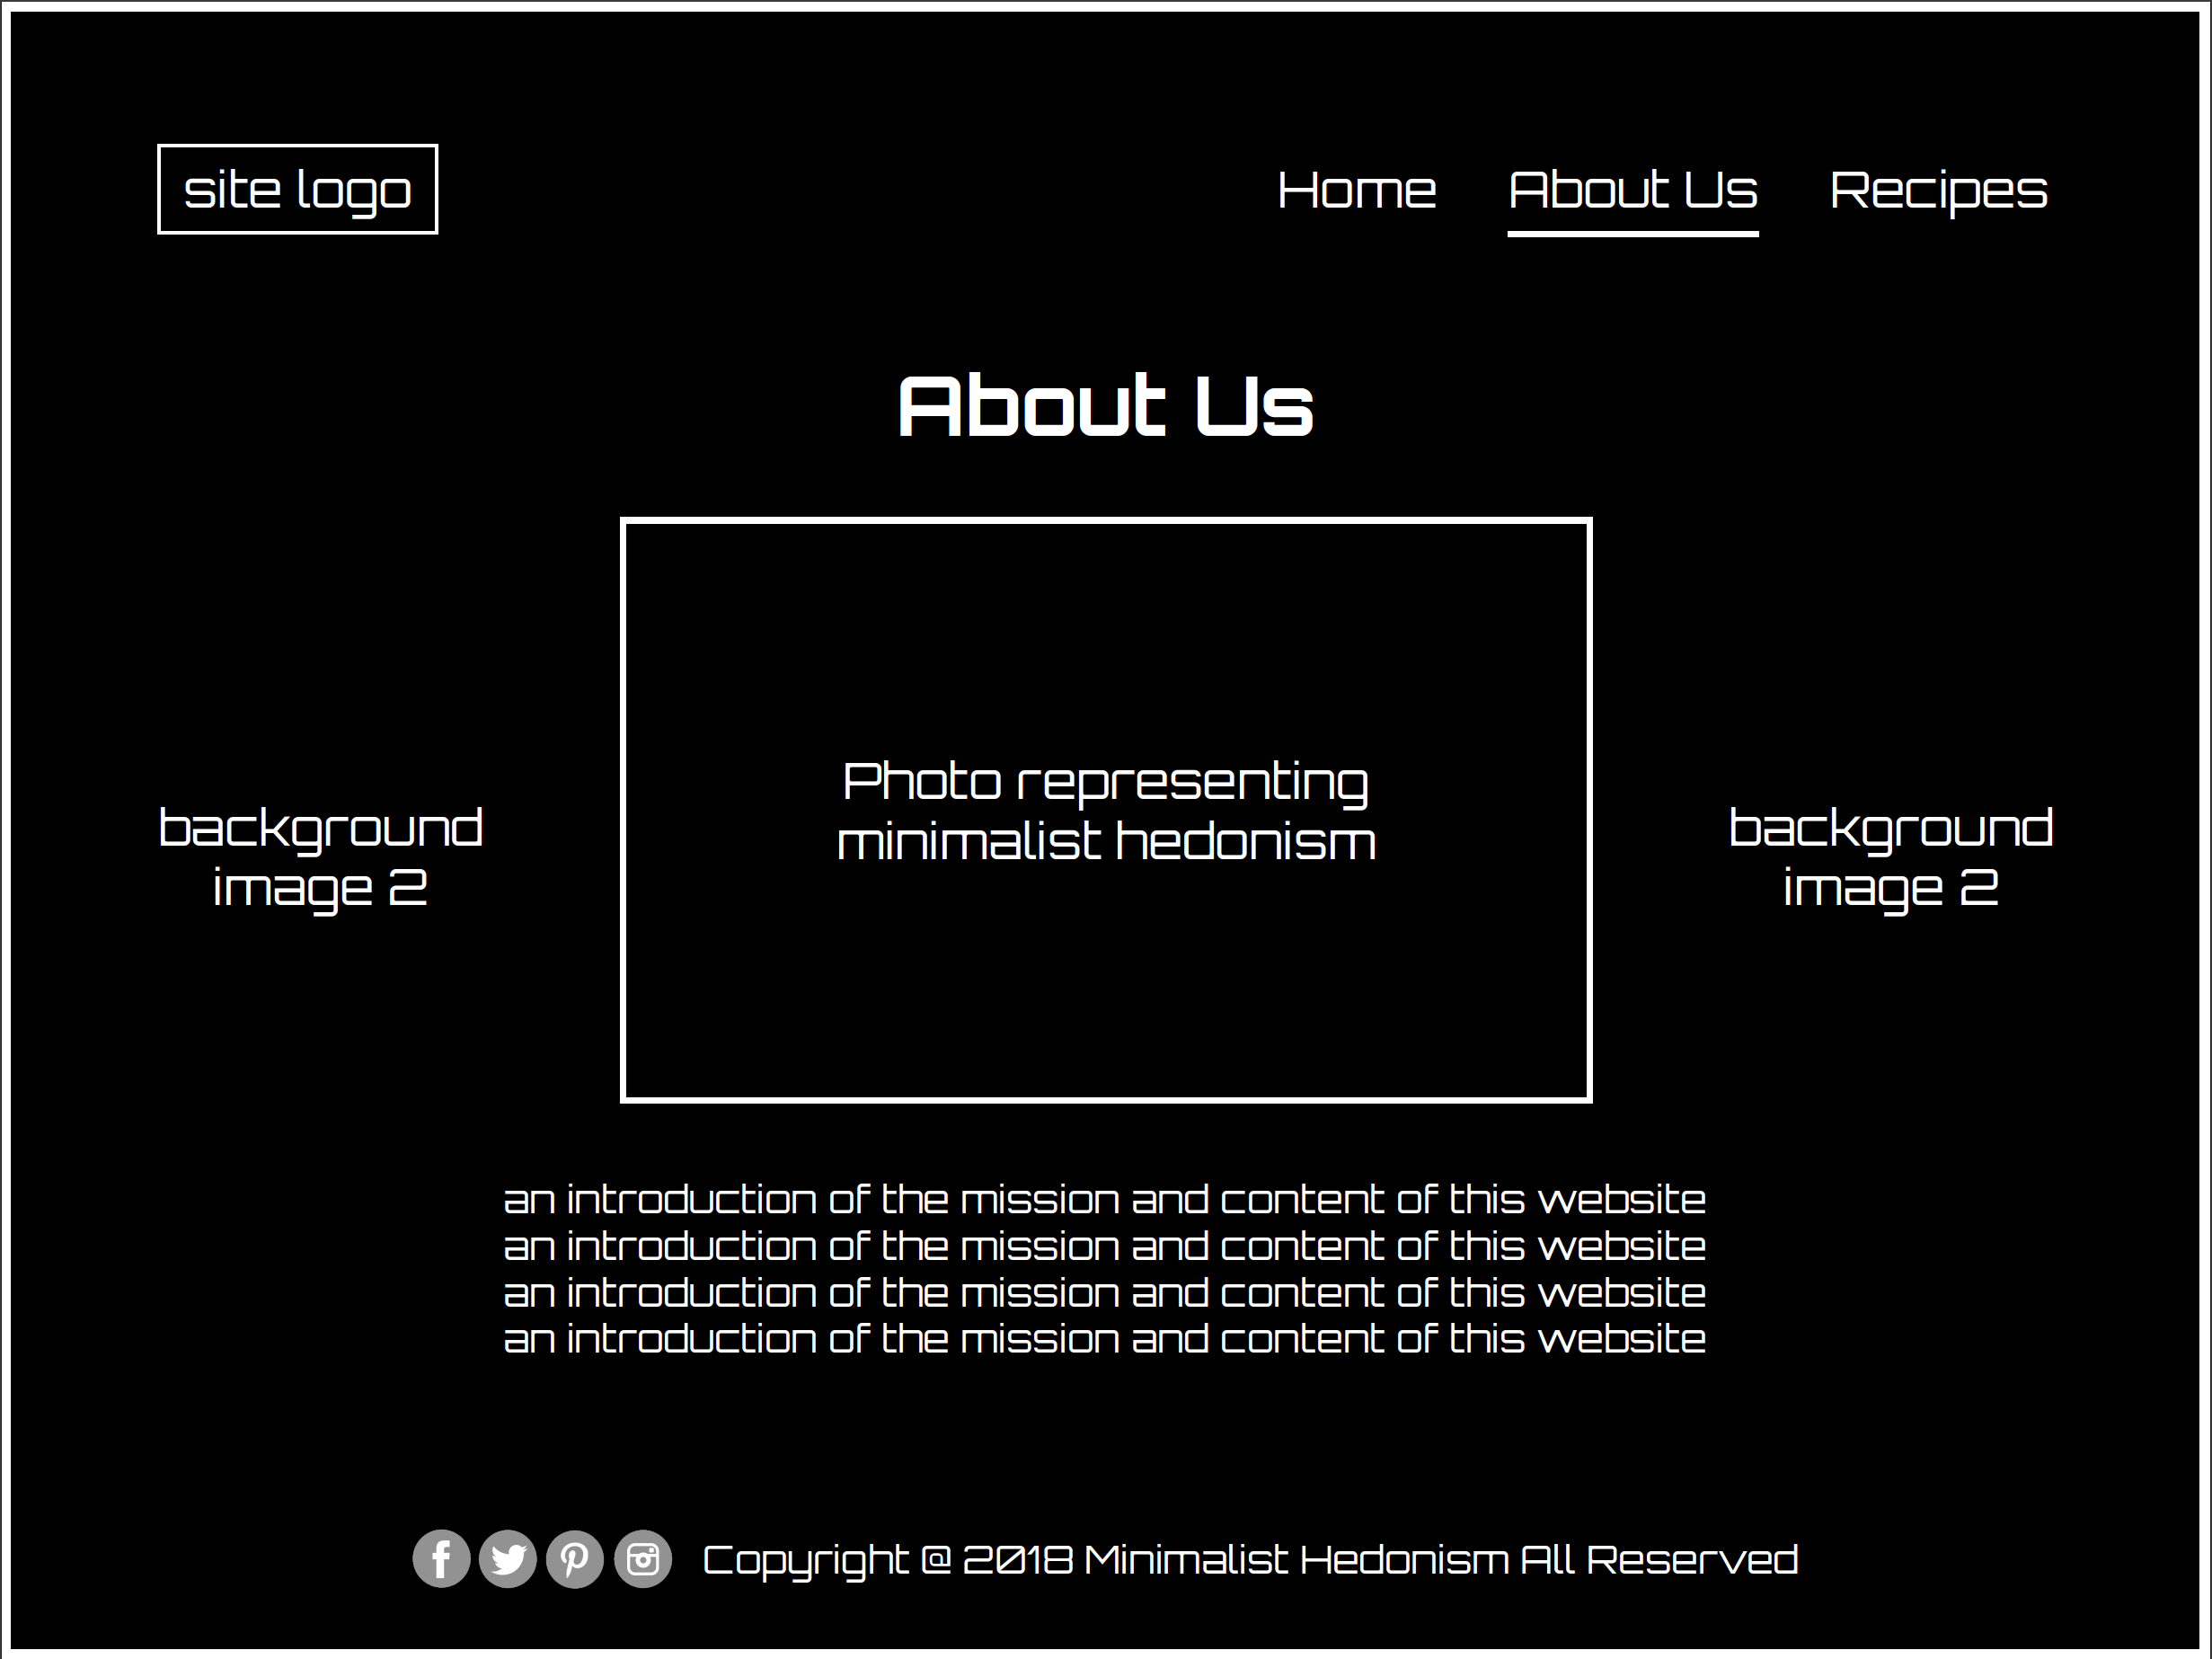 site logo
Home About Us Recipes
About Us
Photo representing
minimalist hedonism
background
image 2
background
image 2
an introduction of the mission and content of this website
an introduction of the mission and content of this website
an introduction of the mission and content of this website
an introduction of the mission and content of this website
Copyright @ 2018 Minimalist Hedonism All Reserved